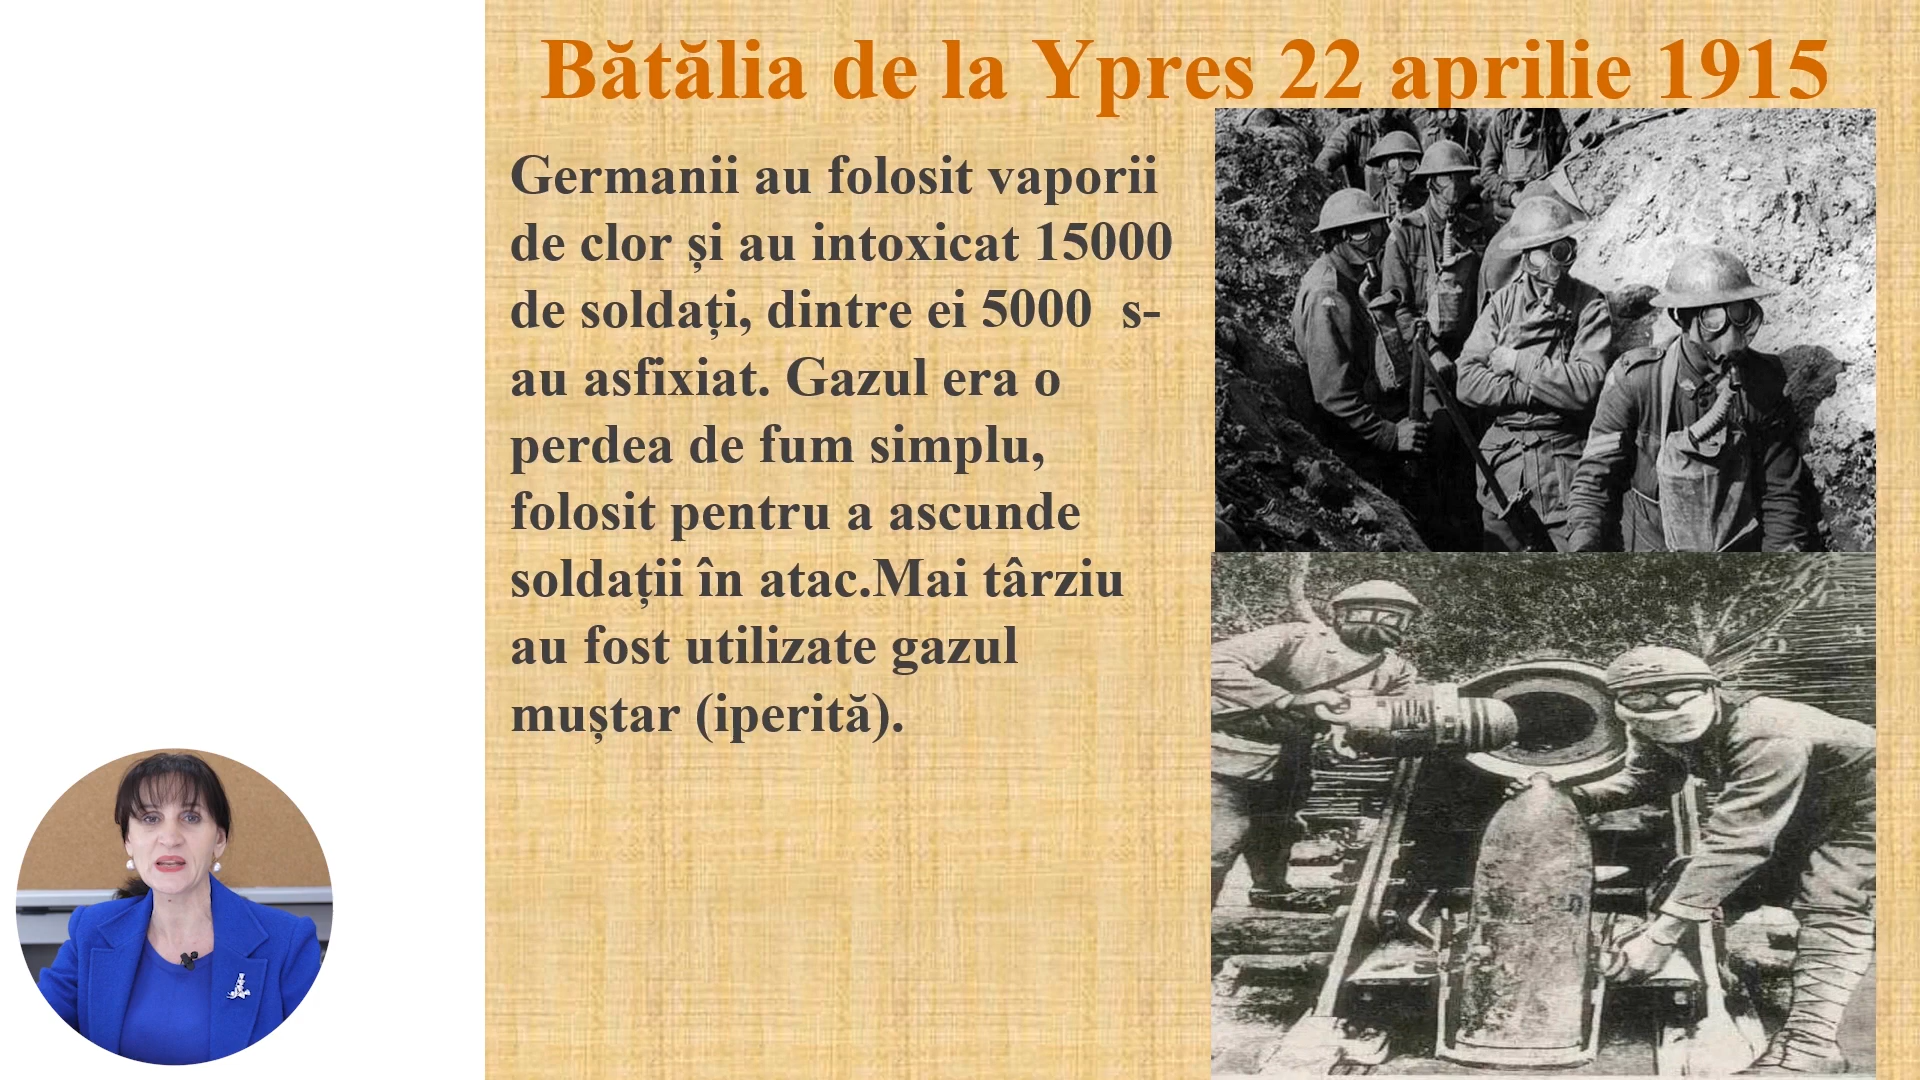 Bătălia de la Ypres 22 aprilie 1915
Germanii au folosit vaporii
de clor și au intoxicat 15000
de soldați, dintre ei 5000  s-
au asfixiat. Gazul era o
perdea de fum simplu,
folosit pentru a ascunde
soldații în atac.Mai târziu
au fost utilizate gazul
muștar (iperită).